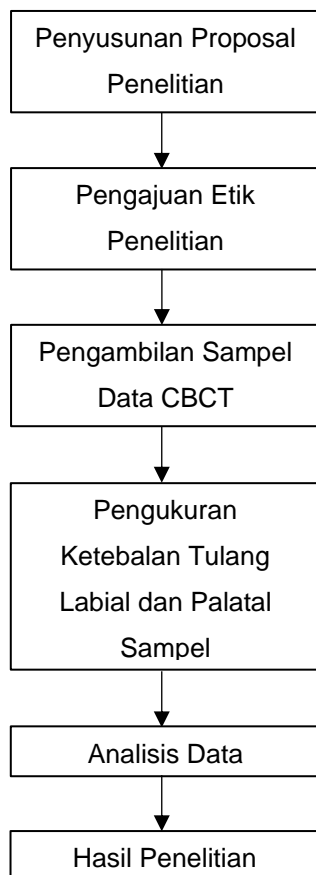 Penyusunan Proposal
Penelitian
Pengajuan Etik
Penelitian
Pengambilan Sampel
Data CBCT
Pengukuran
Ketebalan Tulang
Labial dan Palatal
Sampel
Analisis Data
Hasil Penelitian